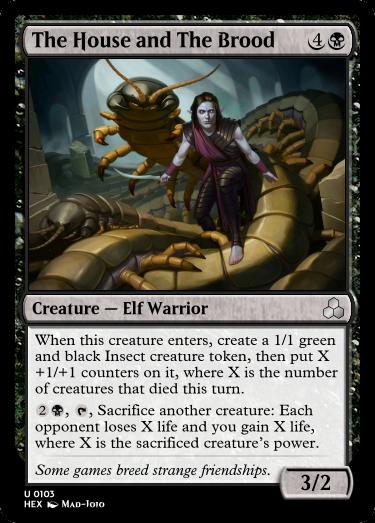 The House and The Brood 4
Creature — Elf Warrior
When this creature enters, create a 1/1 green
and black Insect creature token, then put X
+1/+1 counters on it, where X is the number
of creatures that died this turn.
2 , , Sacrifice another creature: Each
opponent loses X life and you gain X life,
where X is the sacrificed creature's power.
Some games breed strange friendships.
3/2
U 0103
HEX Mad-Jojo